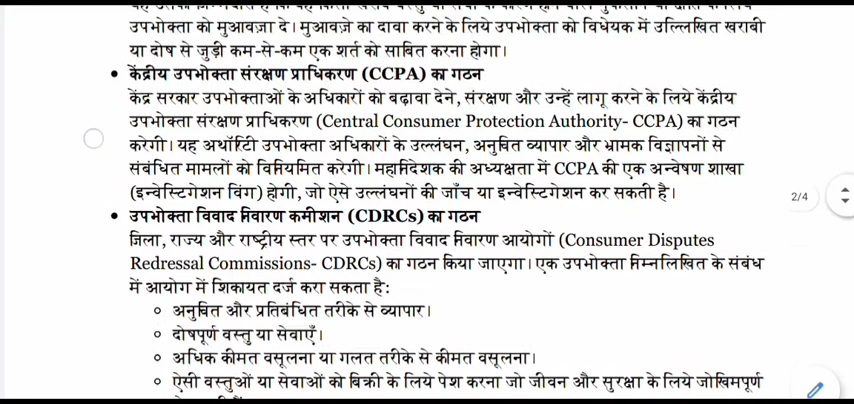 उपभोक्ता को मुआवज़ा दे। मुआवज़े का दावा करने के लिये उपभोक्ता को विधेयक में उल्लिखित खराबी
या दोष से जुड़ी कम-से-कम एक शर्त को साबित करना होगा।
• केंद्रीय उपभोक्ता संरक्षण प्राधिकरण (CCPA) का गठन
केंद्र सरकार उपभोक्ताओं के अधिकारों को बढ़ावा देने, संरक्षण और उन्हें लागू करने के लिये केंद्रीय
उपभोक्ता संरक्षण प्राधिकरण (Central Consumer Protection Authority- CCPA) का गठन
करेगी। यह अथॉरिटी उपभोक्ता अधिकारों के उल्लंघन, अनुचित व्यापार और भ्रामक विज्ञापनों से
संबंधित मामलों को विनियमित करेगी। महानिदेशक की अध्यक्षता में CCPA की एक अन्वेषण शाखा
(इन्वेस्टिगेशन विंग) होगी, जो ऐसे उल्लंघनों की जाँच या इन्वेस्टिगेशन कर सकती है।
2/4
• उपभोक्ता विवाद निवारण कमीशन (CDRCs) का गठन
ज़िला, राज्य और राष्ट्रीय स्तर पर उपभोक्ता विवाद निवारण आयोगों (Consumer Disputes
Redressal Commissions- CDRCs) का गठन किया जाएगा। एक उपभोक्ता निम्नलिखित के संबंध
में आयोग में शिकायत दर्ज करा सकता है:
○ अनुचित और प्रतिबंधित तरीके से व्यापार।
○ दोषपूर्ण वस्तु या सेवाएँ।
○ अधिक कीमत वसूलना या गलत तरीके से कीमत वसूलना।
○ ऐसी वस्तुओं या सेवाओं को बिक्री के लिये पेश करना जो जीवन और सुरक्षा के लिये जोखिमपूर्ण